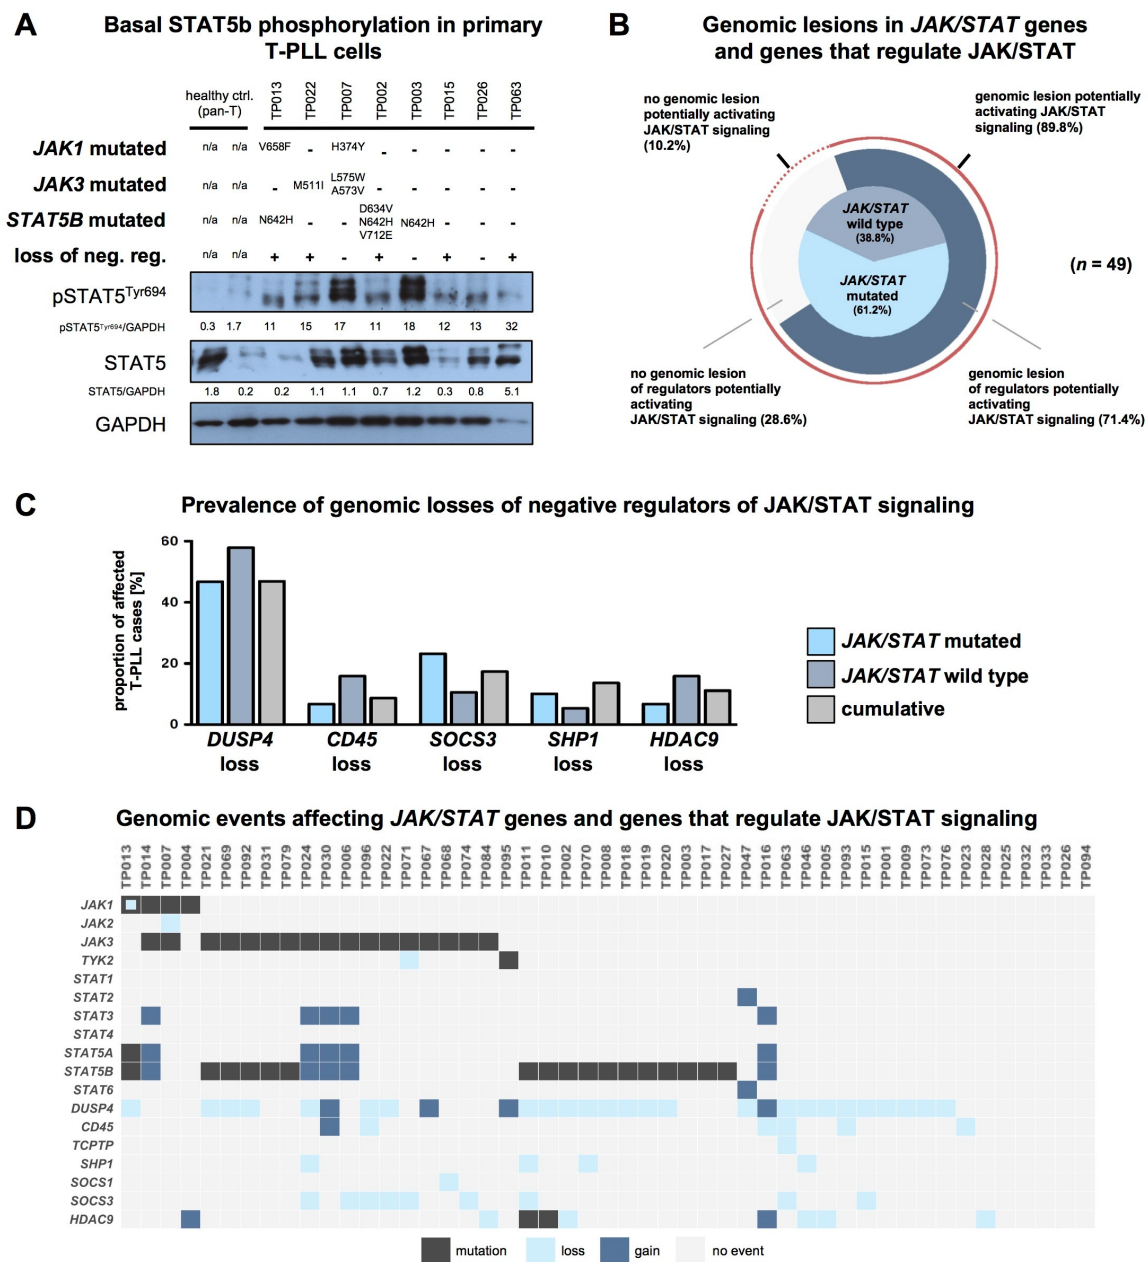 A
Basal STAT5b phosphorylation in primary
T-PLL cells
healthy ctrl.
(pan-T)
TP013
TP022
TP007
TP002
TP003
TP015
TP026
TP063
JAK1 mutated
n/a n/a V658F - H374Y - - - - -
JAK3 mutated
n/a n/a - M511I L575W A573V - - - - -
STAT5B mutated
n/a n/a N642H - - D634V N642H V712E N642H - - -
loss of neg. reg.
n/a n/a + + - + - + - +
pSTAT5Tyr694
pSTAT5Tyr694/GAPDH 0.3 1.7 11 15 17 11 18 12 13 32
STAT5
STAT5/GAPDH 1.8 0.2 0.2 1.1 1.1 0.7 1.2 0.3 0.8 5.1
GAPDH
B
Genomic lesions in JAK/STAT genes
and genes that regulate JAK/STAT
no genomic lesion
potentially activating
JAK/STAT signaling
(10.2%)
genomic lesion potentially
activating JAK/STAT
signaling (89.8%)
JAK/STAT
wild type
(38.8%)
JAK/STAT
mutated
(61.2%)
(n = 49)
no genomic lesion
of regulators potentially
activating
JAK/STAT signaling (28.6%)
genomic lesion
of regulators potentially
activating
JAK/STAT signaling (71.4%)
C
Prevalence of genomic losses of negative regulators of JAK/STAT signaling
proportion of affected
T-PLL cases [%]
60
40
20
0
DUSP4
loss
CD45
loss
SOCS3
loss
SHP1
loss
HDAC9
loss
JAK/STAT mutated
JAK/STAT wild type
cumulative
D
Genomic events affecting JAK/STAT genes and genes that regulate JAK/STAT signaling
TP013
TP014
TP007
TP004
TP021
TP069
TP092
TP031
TP079
TP024
TP030
TP006
TP096
TP022
TP071
TP067
TP068
TP074
TP084
TP095
TP011
TP010
TP002
TP070
TP008
TP018
TP019
TP020
TP003
TP017
TP027
TP047
TP016
TP063
TP046
TP005
TP093
TP015
TP001
TP009
TP073
TP076
TP023
TP028
TP025
TP032
TP033
TP026
TP094
JAK1
JAK2
JAK3
TYK2
STAT1
STAT2
STAT3
STAT4
STAT5A
STAT5B
STAT6
DUSP4
CD45
TCPTP
SHP1
SOCS1
SOCS3
HDAC9
mutation
loss
gain
no event